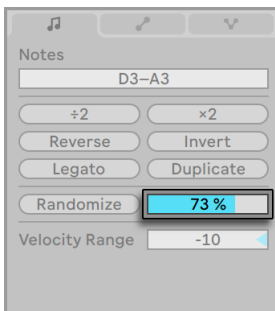 Notes
D3–A3
÷2 ×2
Reverse Invert
Legato Duplicate
Randomize 73 %
Velocity Range -10